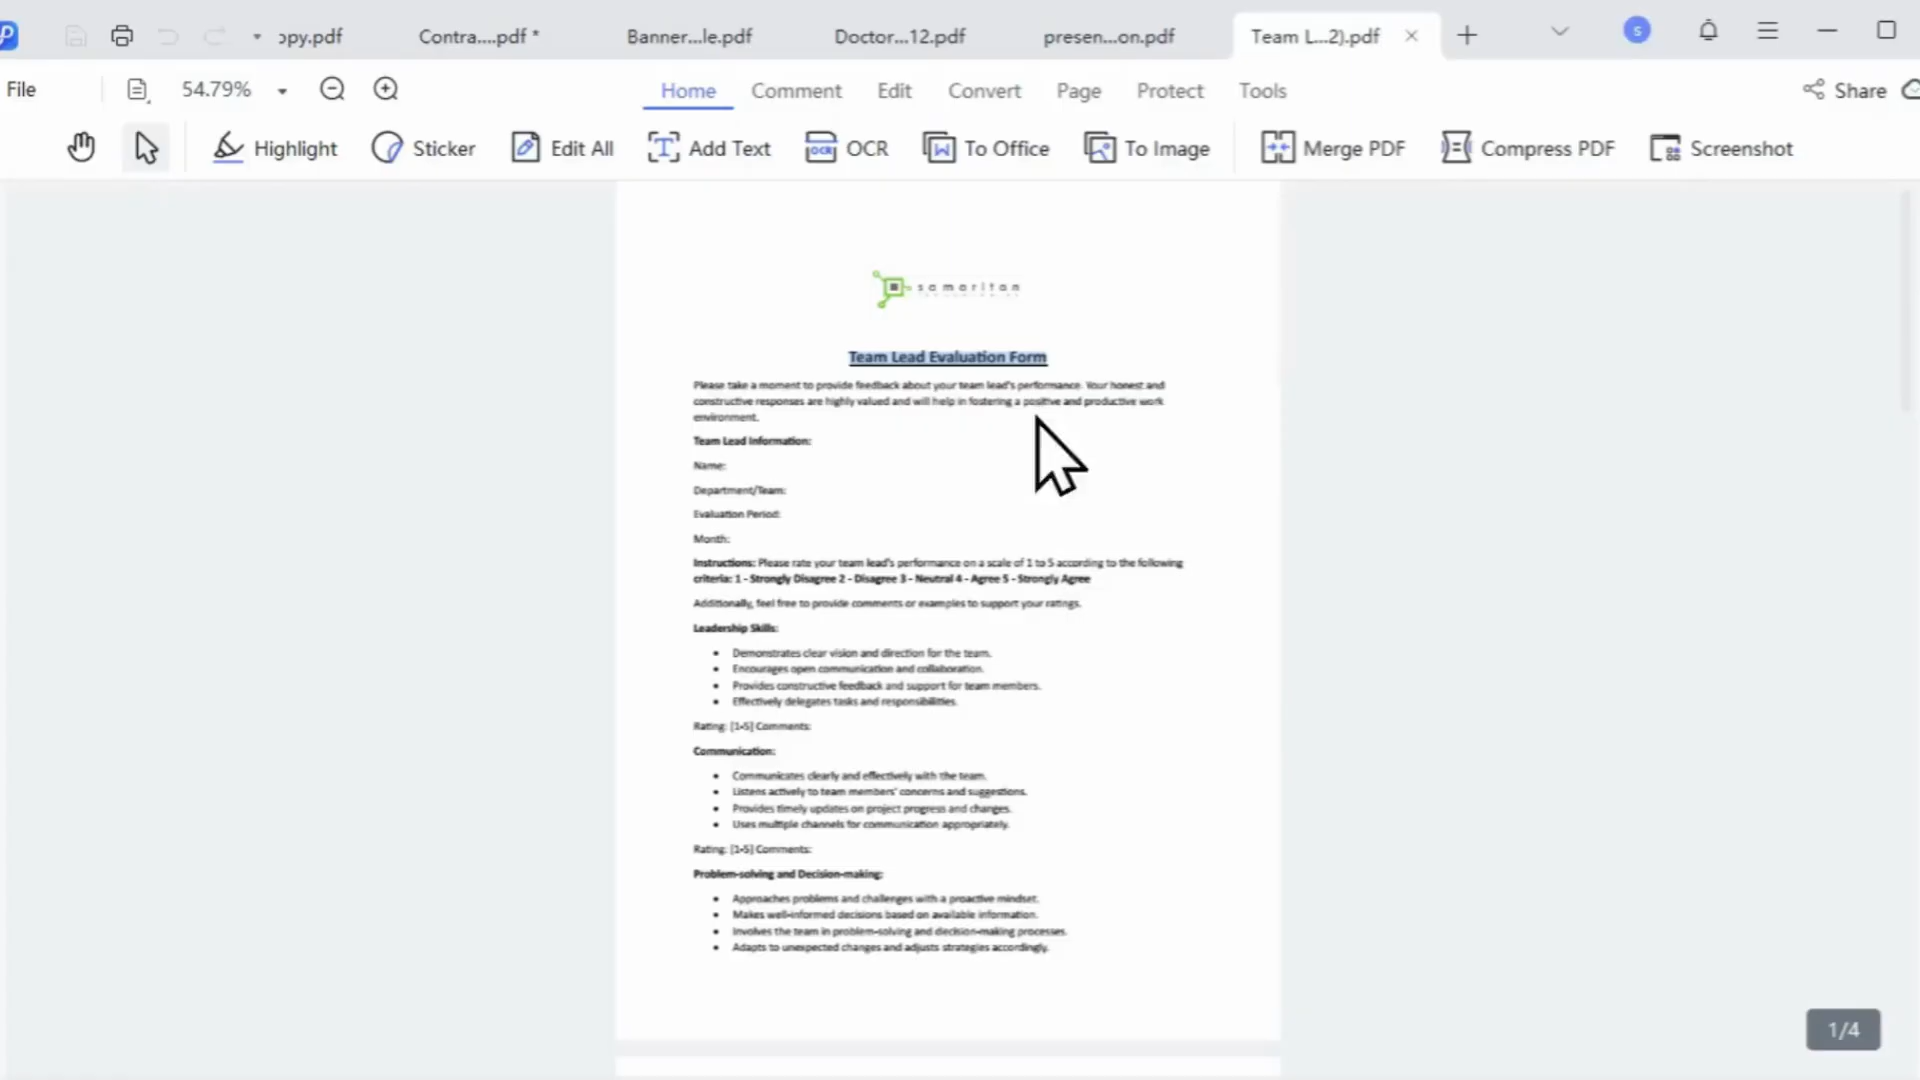 opy.pdf Contra....pdf * Banner...le.pdf Doctor...12.pdf presen...on.pdf Team L...2).pdf S
File 54.79% Home Comment Edit Convert Page Protect Tools Share
Highlight Sticker Edit All Add Text OCR To Office To Image Merge PDF Compress PDF Screenshot
samaritan
Team Lead Evaluation Form
Please take a moment to provide feedback about your team lead's performance. Your honest and
constructive responses are highly valued and will help in fostering a positive and productive work
environment.
Team Lead Information:
Name:
Department/Team:
Evaluation Period:
Month:
Instructions: Please rate your team lead's performance on a scale of 1 to 5 according to the following
criteria: 1 - Strongly Disagree 2 - Disagree 3 - Neutral 4 - Agree 5 - Strongly Agree
Additionally, feel free to provide comments or examples to support your ratings.
Leadership Skills:
• Demonstrates clear vision and direction for the team.
• Encourages open communication and collaboration.
• Provides constructive feedback and support for team members.
• Effectively delegates tasks and responsibilities.
Rating: [1-5] Comments:
Communication:
• Communicates clearly and effectively with the team.
• Listens actively to team members' concerns and suggestions.
• Provides timely updates on project progress and changes.
• Uses multiple channels for communication appropriately.
Rating: [1-5] Comments:
Problem-solving and Decision-making:
• Approaches problems and challenges with a proactive mindset.
• Makes well-informed decisions based on available information.
• Involves the team in problem-solving and decision-making processes.
• Adapts to unexpected changes and adjusts strategies accordingly.
1/4